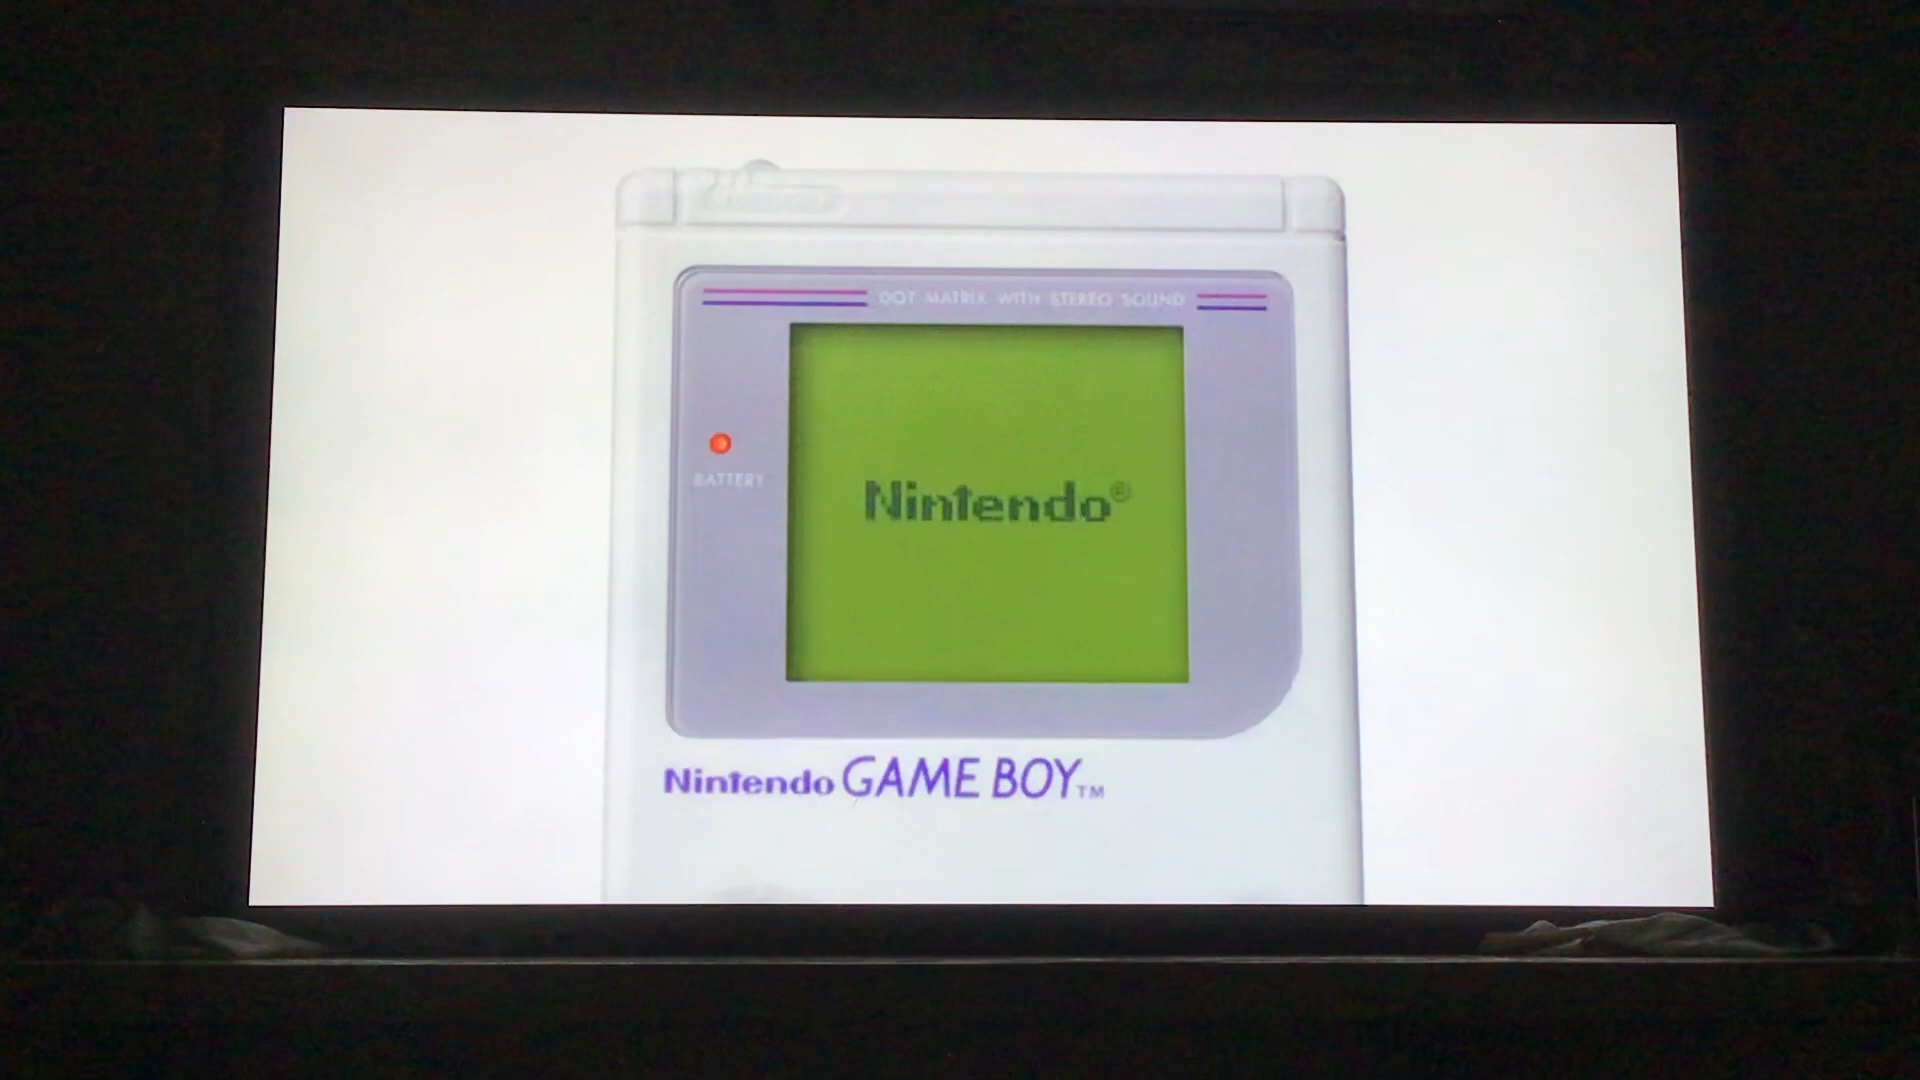 DOT MATRIX WITH STEREO SOUND
BATTERY
Nintendo®
Nintendo GAME BOY™